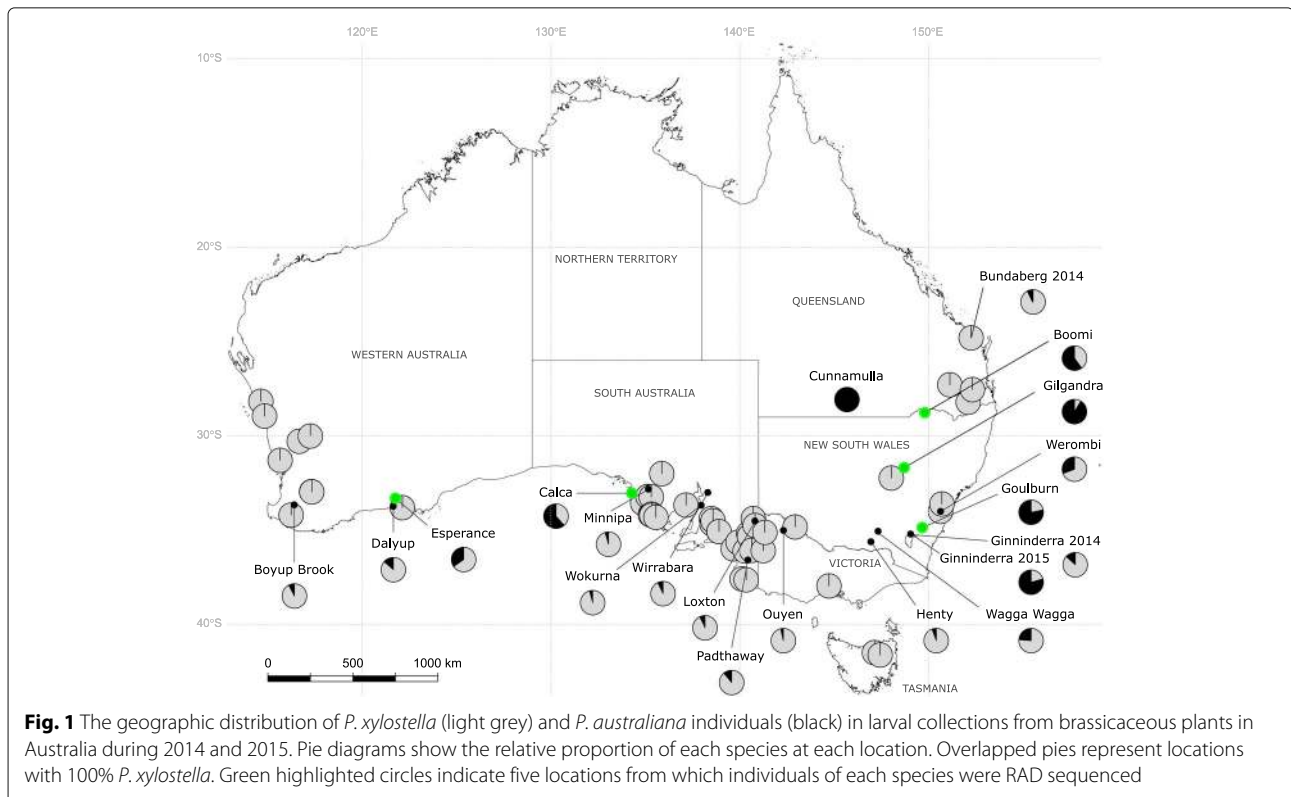 120°E 130°E 140°E 150°E
10°S
20°S
30°S
40°S
NORTHERN TERRITORY
QUEENSLAND
WESTERN AUSTRALIA
SOUTH AUSTRALIA
NEW SOUTH WALES
VICTORIA
TASMANIA
Bundaberg 2014
Boomi
Cunnamulla
Gilgandra
Werombi
Goulburn
Ginninderra 2014
Ginninderra 2015
Wagga Wagga
Henty
Ouyen
Padthaway
Loxton
Wirrabara
Wokurna
Minnipa
Calca
Esperance
Dalyup
Boyup Brook
0 500 1000 km
Fig. 1 The geographic distribution of P. xylostella (light grey) and P. australiana individuals (black) in larval collections from brassicaceous plants in
Australia during 2014 and 2015. Pie diagrams show the relative proportion of each species at each location. Overlapped pies represent locations
with 100% P. xylostella. Green highlighted circles indicate five locations from which individuals of each species were RAD sequenced